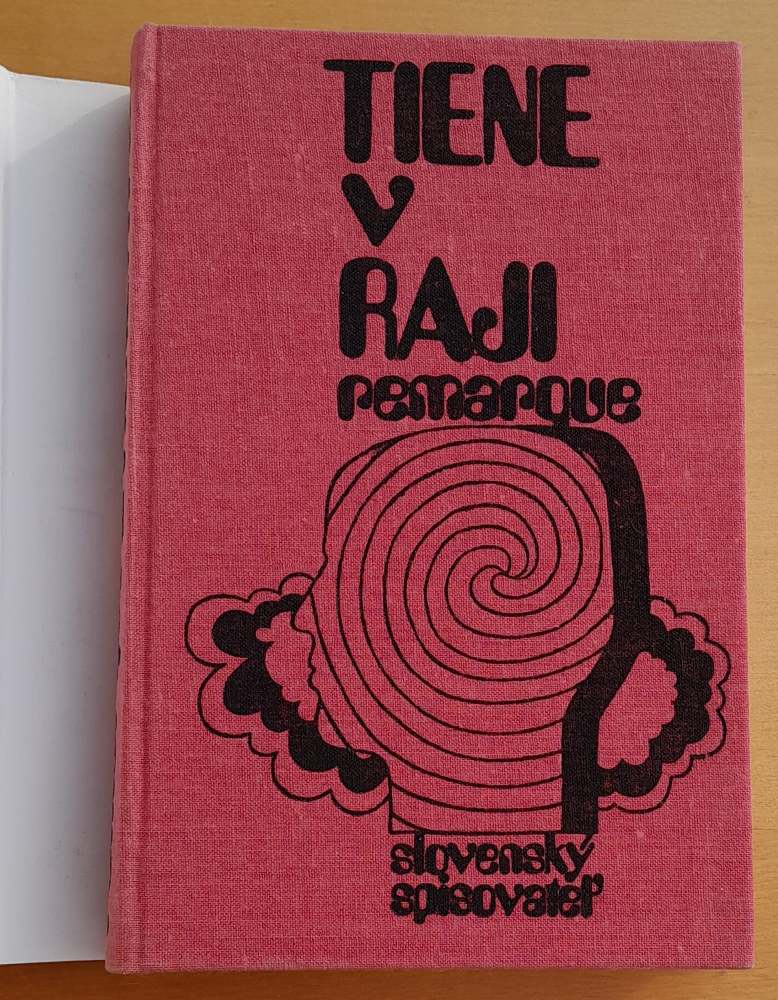 TIENE
V
RAJI
remarque
slovenský
spisovateľ